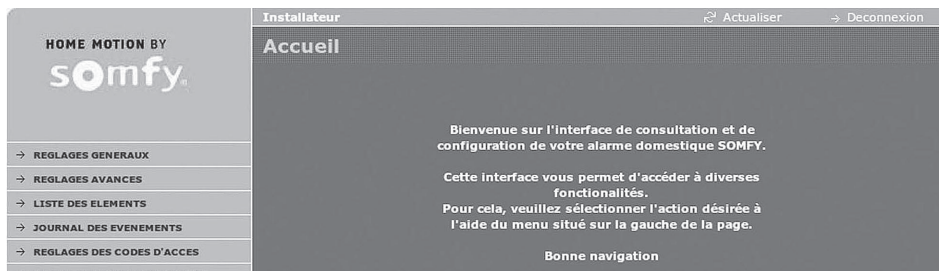 HOME MOTION BY
somfy®
Installateur
Actualiser
Deconnexion
Accueil
→ REGLAGES GENERAUX
→ REGLAGES AVANCES
→ LISTE DES ELEMENTS
→ JOURNAL DES EVENEMENTS
→ REGLAGES DES CODES D'ACCES
Bienvenue sur l'interface de consultation et de
configuration de votre alarme domestique SOMFY.
Cette interface vous permet d'accéder à diverses
fonctionalités.
Pour cela, veuillez sélectionner l'action désirée à
l'aide du menu situé sur la gauche de la page.
Bonne navigation